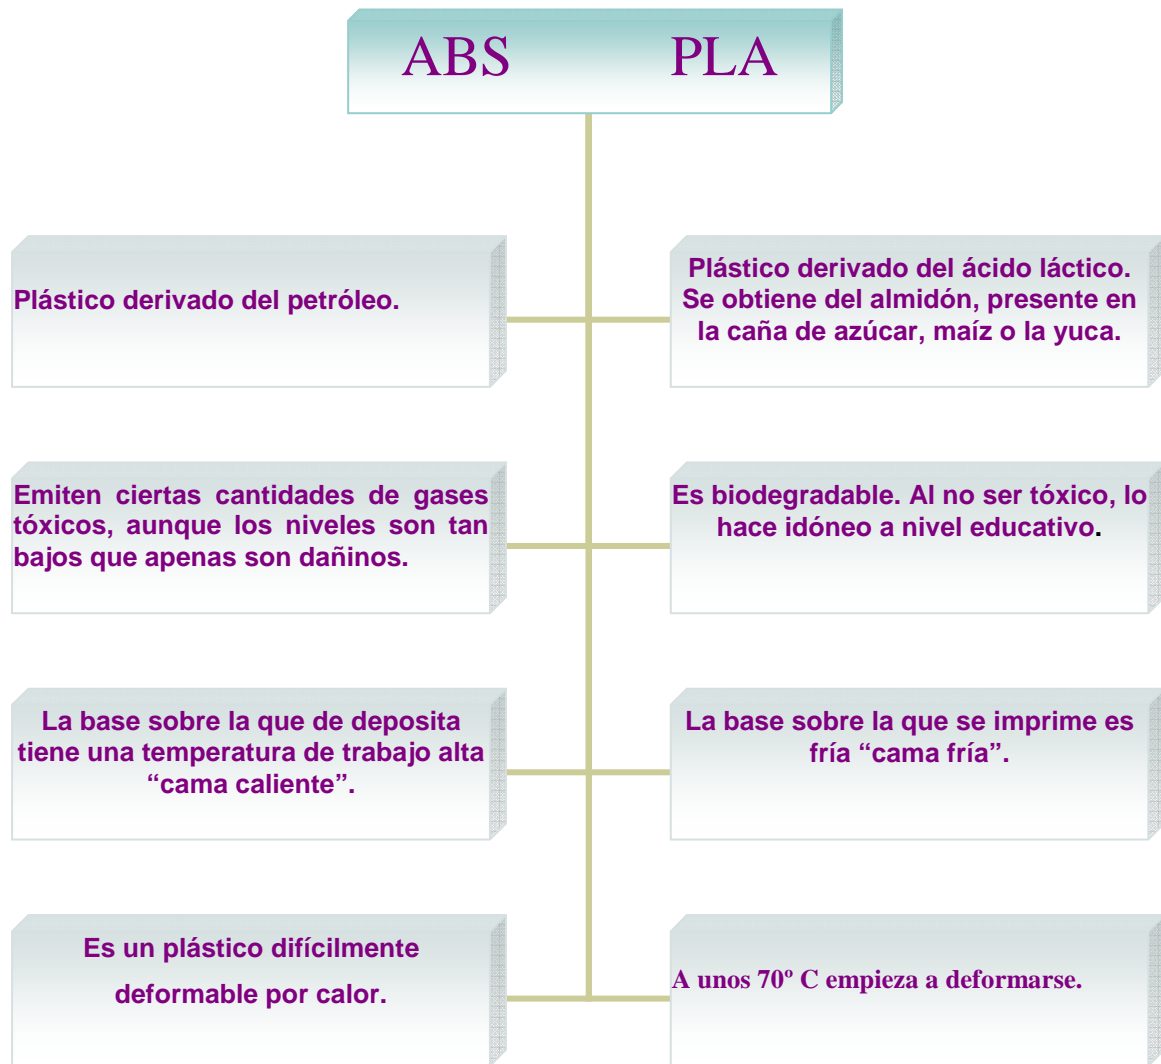 ABS PLA
Plástico derivado del petróleo.
Plástico derivado del ácido láctico.
Se obtiene del almidón, presente en
la caña de azúcar, maíz o la yuca.
Emiten ciertas cantidades de gases
tóxicos, aunque los niveles son tan
bajos que apenas son dañinos.
Es biodegradable. Al no ser tóxico, lo
hace idóneo a nivel educativo.
La base sobre la que de deposita
tiene una temperatura de trabajo alta
“cama caliente”.
La base sobre la que se imprime es
fría “cama fría”.
Es un plástico difícilmente
deformable por calor.
A unos 70º C empieza a deformarse.